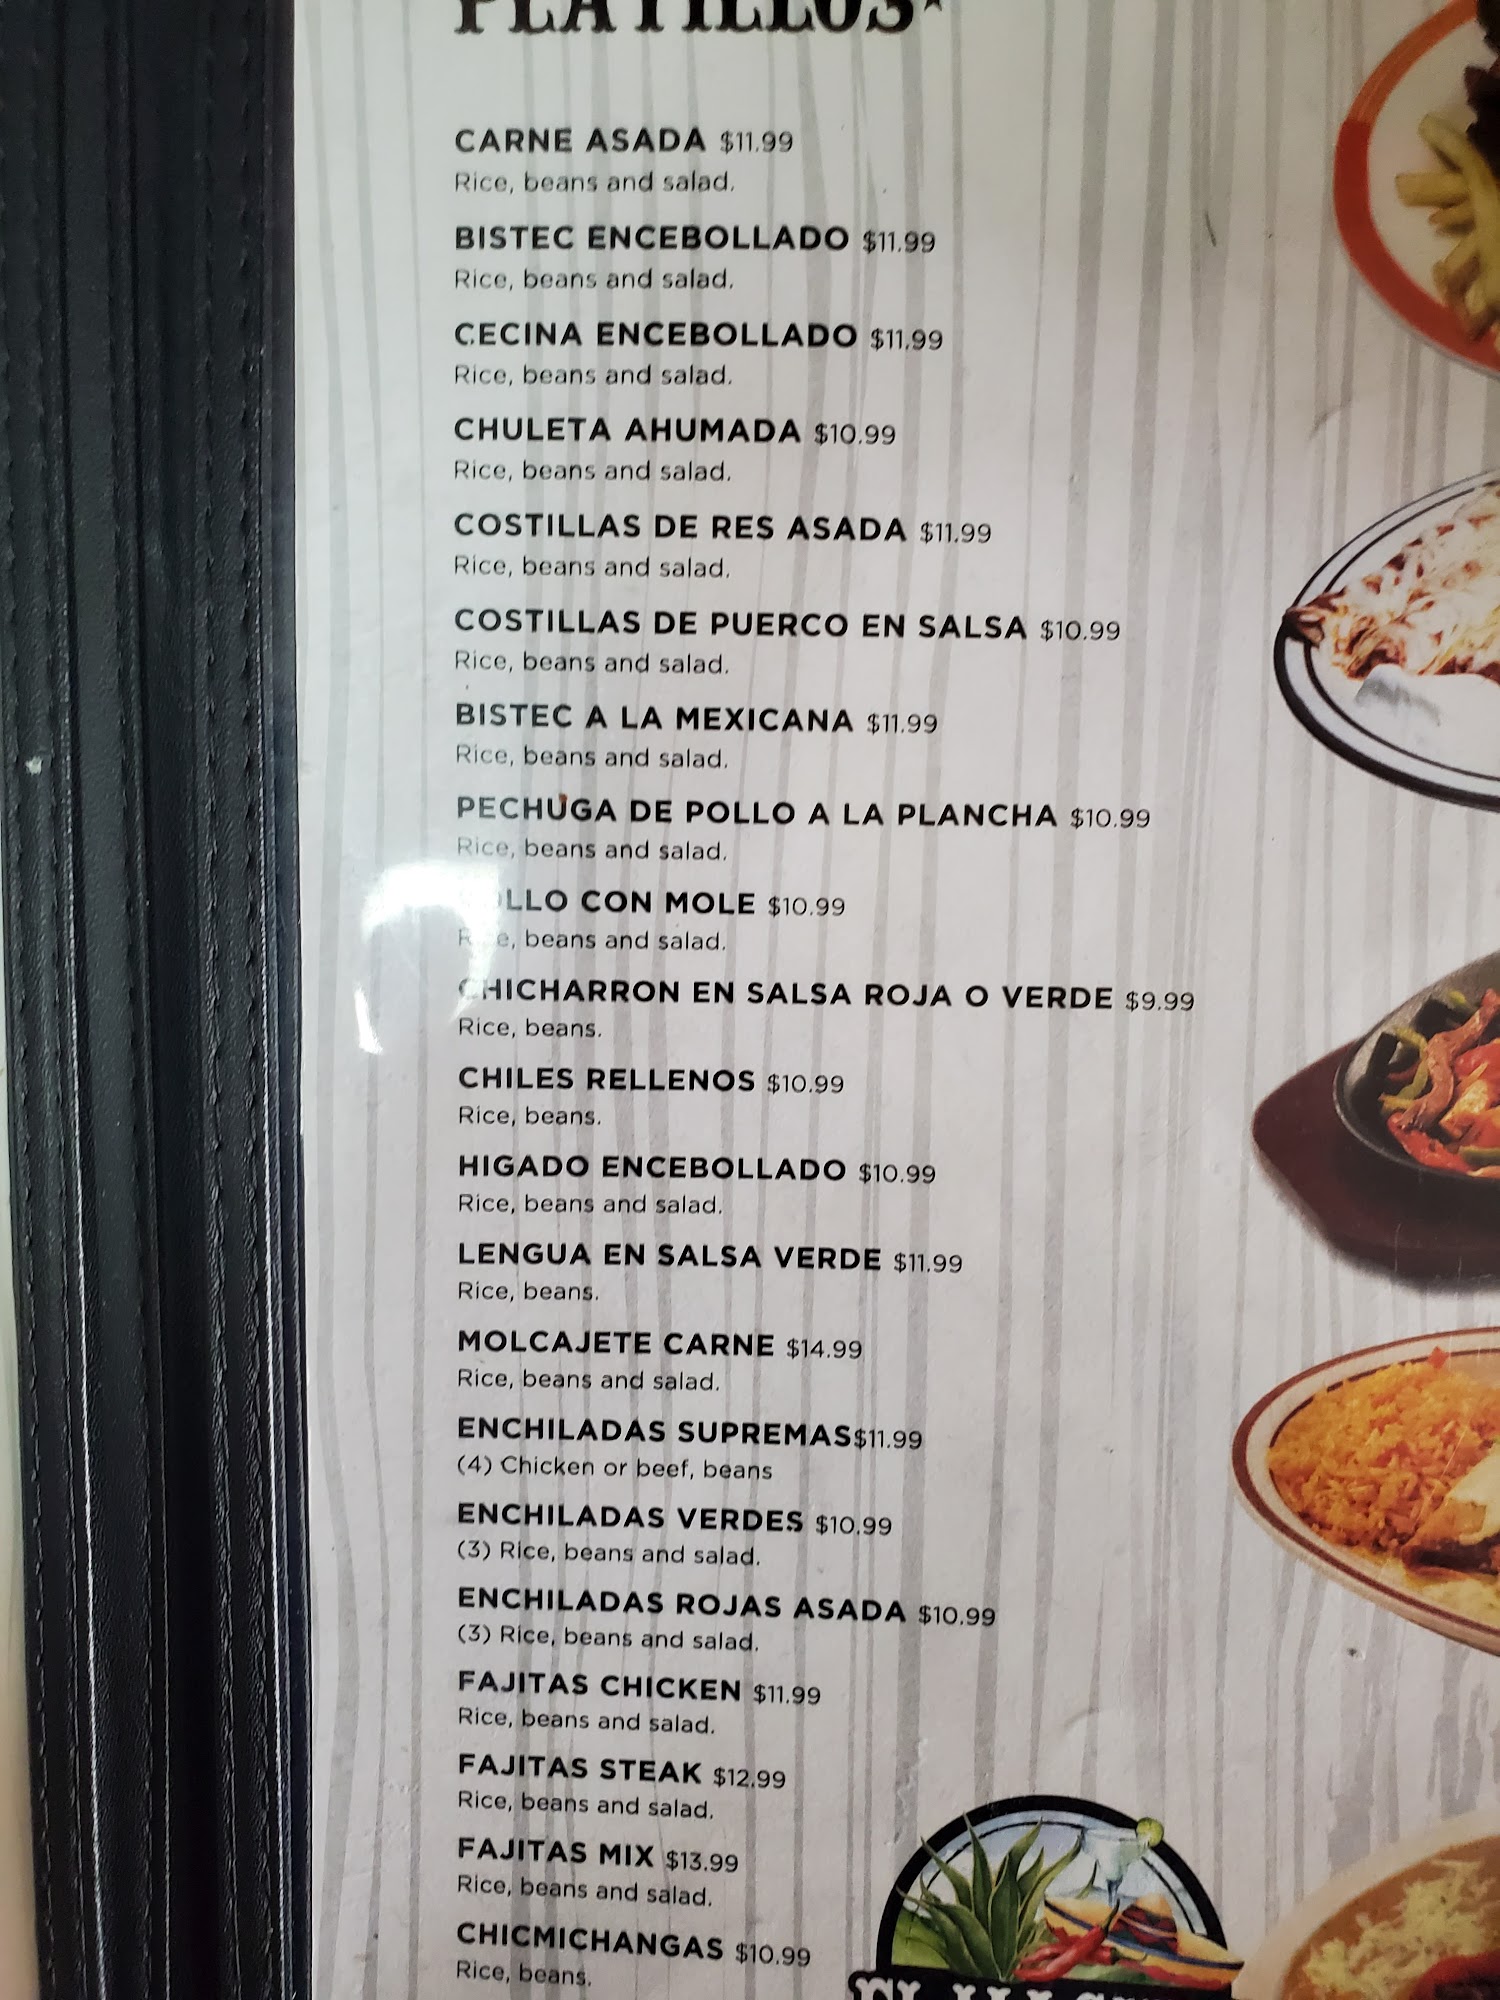 PLATILLOS*
CARNE ASADA $11.99
Rice, beans and salad.
BISTEC ENCEBOLLADO $11.99
Rice, beans and salad.
CECINA ENCEBOLLADO $11.99
Rice, beans and salad.
CHULETA AHUMADA $10.99
Rice, beans and salad.
COSTILLAS DE RES ASADA $11.99
Rice, beans and salad.
COSTILLAS DE PUERCO EN SALSA $10.99
Rice, beans and salad.
BISTEC A LA MEXICANA $11.99
Rice, beans and salad.
PECHUGA DE POLLO A LA PLANCHA $10.99
Rice, beans and salad.
POLLO CON MOLE $10.99
Rice, beans and salad.
CHICHARRON EN SALSA ROJA O VERDE $9.99
Rice, beans.
CHILES RELLENOS $10.99
Rice, beans.
HIGADO ENCEBOLLADO $10.99
Rice, beans and salad.
LENGUA EN SALSA VERDE $11.99
Rice, beans.
MOLCAJETE CARNE $14.99
Rice, beans and salad.
ENCHILADAS SUPREMAS $11.99
(4) Chicken or beef, beans
ENCHILADAS VERDES $10.99
(3) Rice, beans and salad.
ENCHILADAS ROJAS ASADA $10.99
(3) Rice, beans and salad.
FAJITAS CHICKEN $11.99
Rice, beans and salad.
FAJITAS STEAK $12.99
Rice, beans and salad.
FAJITAS MIX $13.99
Rice, beans and salad.
CHICMICHANGAS $10.99
Rice, beans.